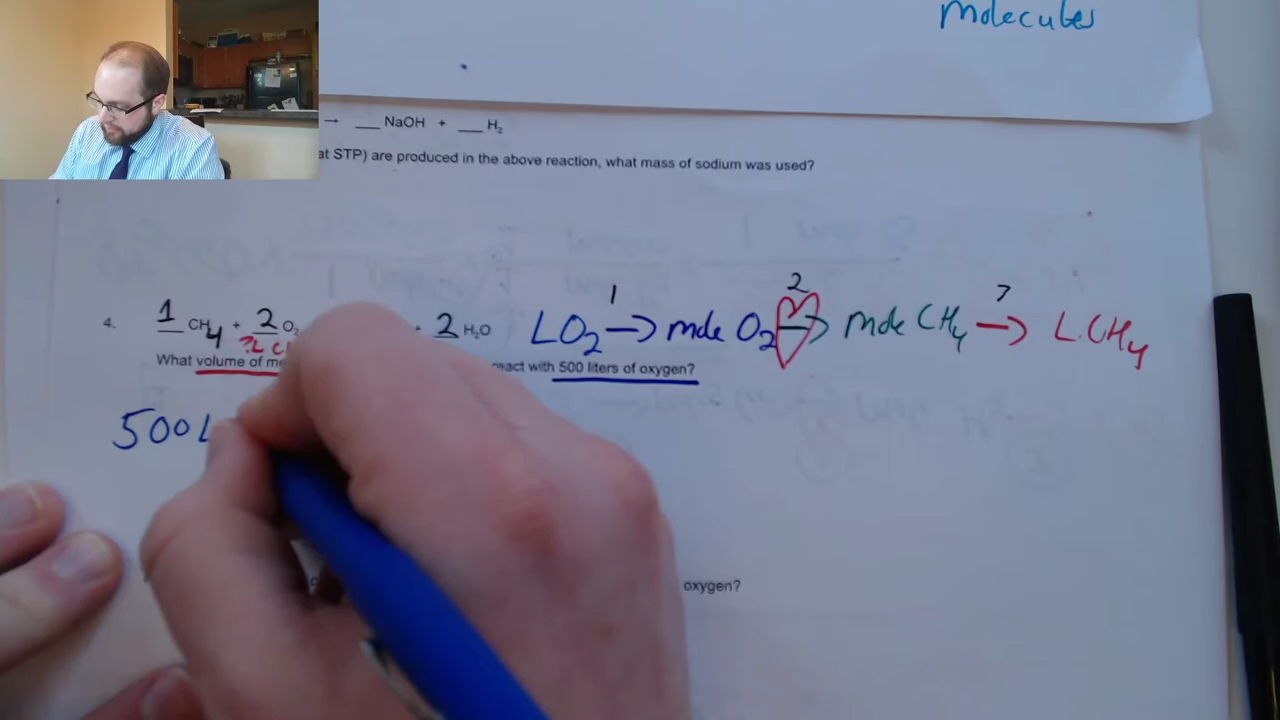 molecules
→ ___ NaOH + ___ H₂
at STP) are produced in the above reaction, what mass of sodium was used?
4. 1 CH₄ + 2 O₂ + 2 H₂O
LO₂ → mole O₂ → mole CH₄ → L CH₄
1 2 3
?L
What volume of react with 500 liters of oxygen?
500 L
oxygen?